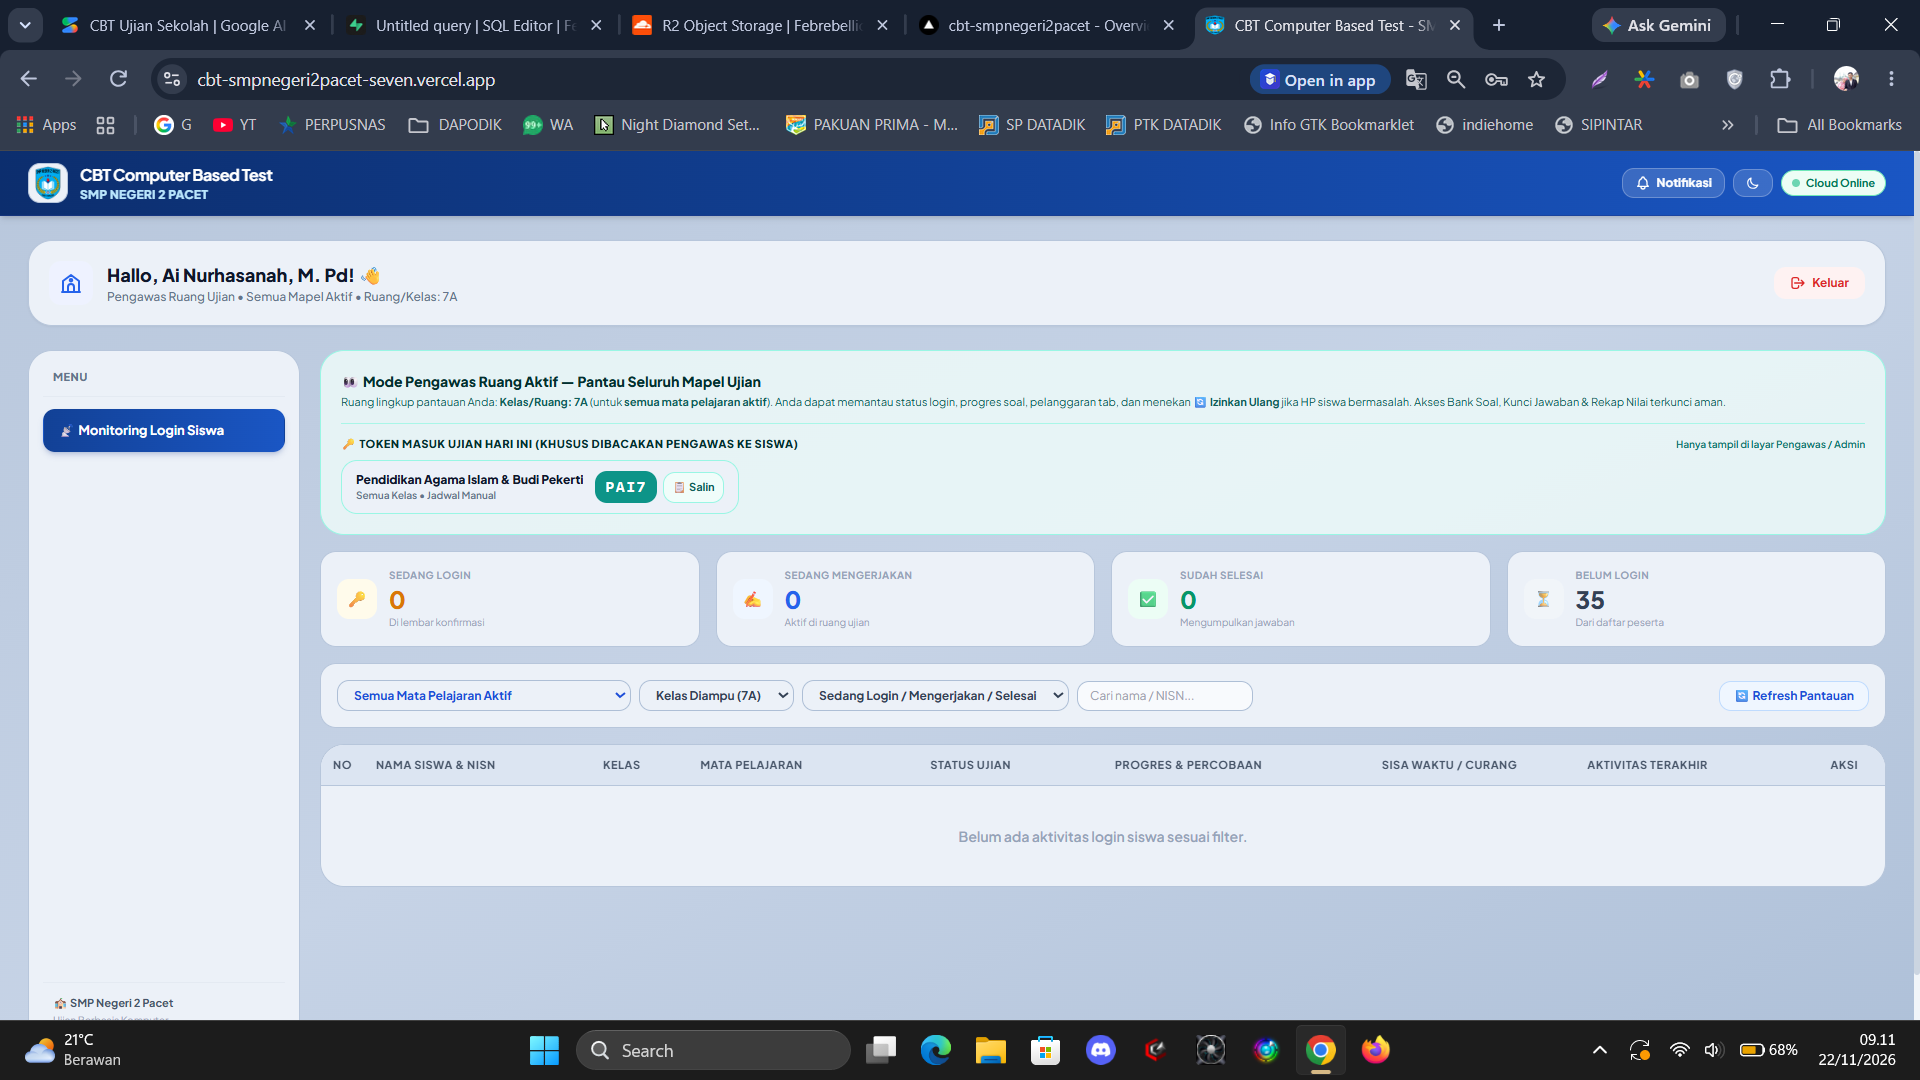 CBT Ujian Sekolah | Google AI
Untitled query | SQL Editor | Fe
R2 Object Storage | Febrebellio
cbt-smpnegeri2pacet - Overvi
CBT Computer Based Test - SM
Ask Gemini
cbt-smpnegeri2pacet-seven.vercel.app
Open in app
Apps
G
YT
PERPUSNAS
DAPODIK
99+
WA
Night Diamond Set...
PAKUAN PRIMA - M...
SP DATADIK
PTK DATADIK
Info GTK Bookmarklet
indiehome
SIPINTAR
All Bookmarks
CBT Computer Based Test
SMP NEGERI 2 PACET
Notifikasi
Cloud Online
Hallo, Ai Nurhasanah, M. Pd! 👋
Pengawas Ruang Ujian • Semua Mapel Aktif • Ruang/Kelas: 7A
Keluar
MENU
Monitoring Login Siswa
👀 Mode Pengawas Ruang Aktif — Pantau Seluruh Mapel Ujian
Ruang lingkup pantauan Anda: Kelas/Ruang: 7A (untuk semua mata pelajaran aktif). Anda dapat memantau status login, progres soal, pelanggaran tab, dan menekan 🔄 Izinkan Ulang jika HP siswa bermasalah. Akses Bank Soal, Kunci Jawaban & Rekap Nilai terkunci aman.
🔑 TOKEN MASUK UJIAN HARI INI (KHUSUS DIBACAKAN PENGAWAS KE SISWA)
Hanya tampil di layar Pengawas / Admin
Pendidikan Agama Islam & Budi Pekerti
Semua Kelas • Jadwal Manual
PAI7
📋 Salin
SEDANG LOGIN
0
Di lembar konfirmasi
SEDANG MENGERJAKAN
0
Aktif di ruang ujian
SUDAH SELESAI
0
Mengumpulkan jawaban
BELUM LOGIN
35
Dari daftar peserta
Semua Mata Pelajaran Aktif
Kelas Diampu (7A)
Sedang Login / Mengerjakan / Selesai
Cari nama / NISN...
🔄 Refresh Pantauan
NO
NAMA SISWA & NISN
KELAS
MATA PELAJARAN
STATUS UJIAN
PROGRES & PERCOBAAN
SISA WAKTU / CURANG
AKTIVITAS TERAKHIR
AKSI
Belum ada aktivitas login siswa sesuai filter.
🏫 SMP Negeri 2 Pacet
Ujian Berbasis Komputer
21°C
Berawan
Search
68%
09.11
22/11/2026